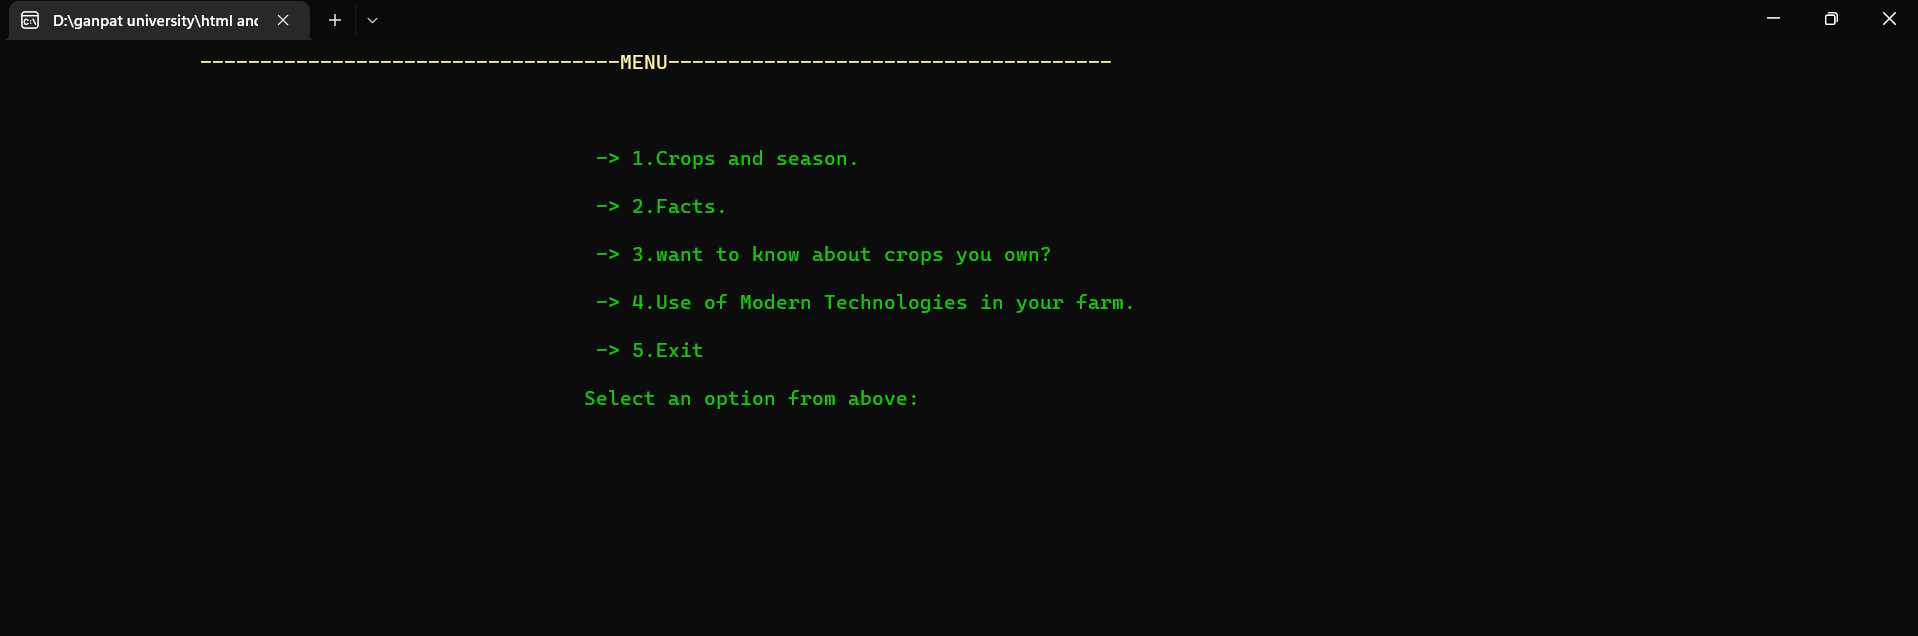 D:\ganpat university\html and
-----------------------------------MENU-------------------------------------
-> 1.Crops and season.
-> 2.Facts.
-> 3.want to know about crops you own?
-> 4.Use of Modern Technologies in your farm.
-> 5.Exit
Select an option from above: